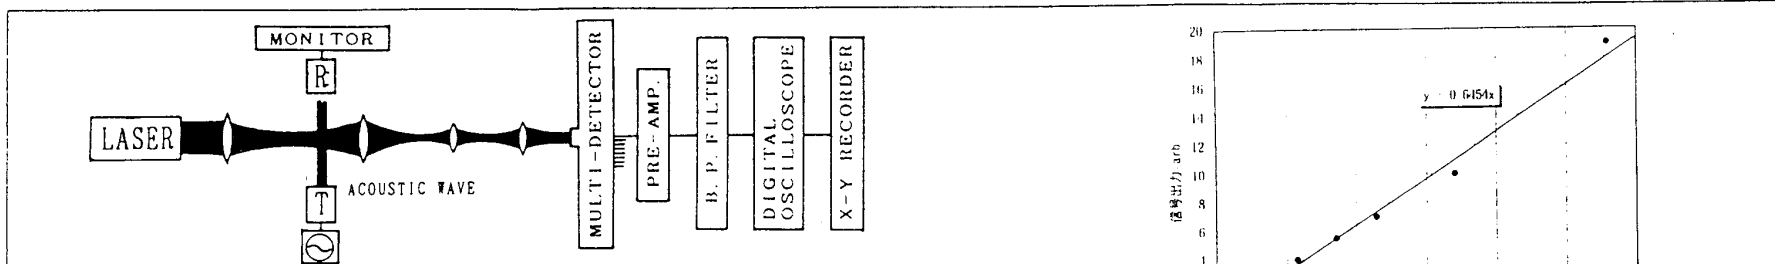 MONITOR
R
LASER
ACOUSTIC WAVE
T
MULTI-DETECTOR
PRE-AMP.
B. P. FILTER
DIGITAL
OSCILLOSCOPE
X-Y RECORDER
20
18
16
14
12
10
8
6
y = 0.6454x
信号出力 arb